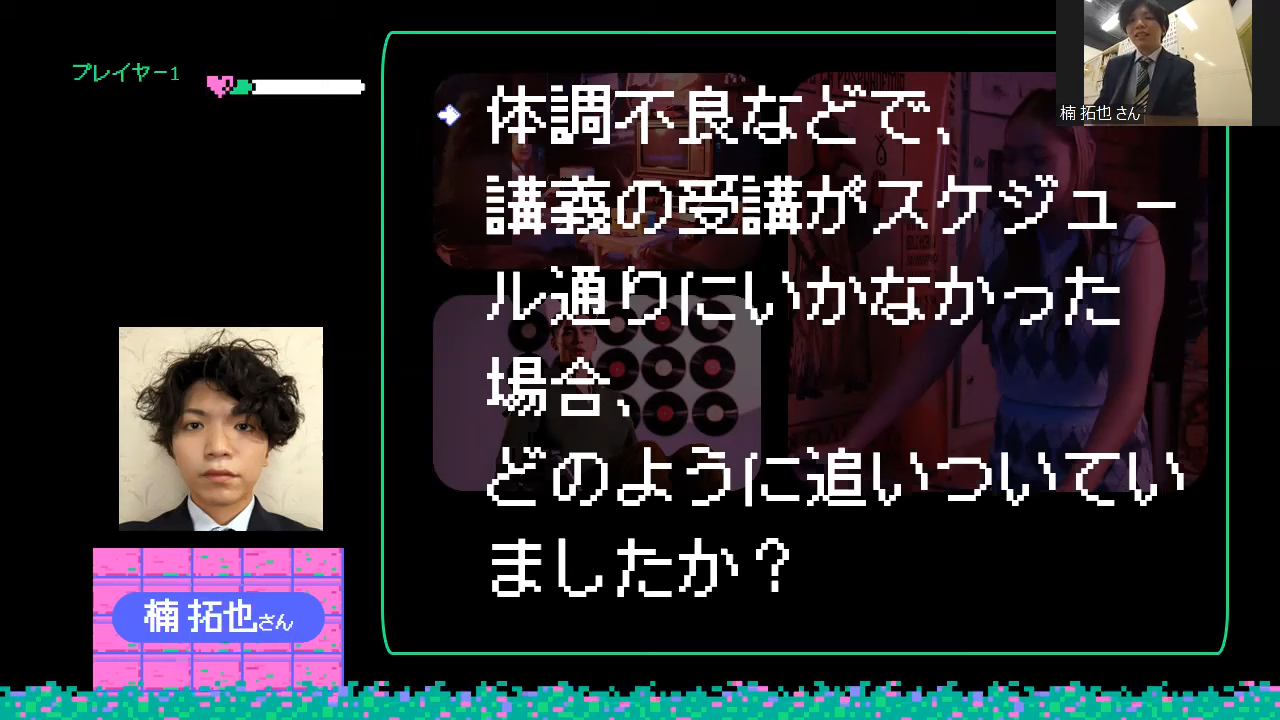 プレイヤー1
体調不良などで、
講義の受講がスケジュー
ル通りにいかなかった
場合、
どのように追いついてい
ましたか？
楠 拓也 さん
楠 拓也さん